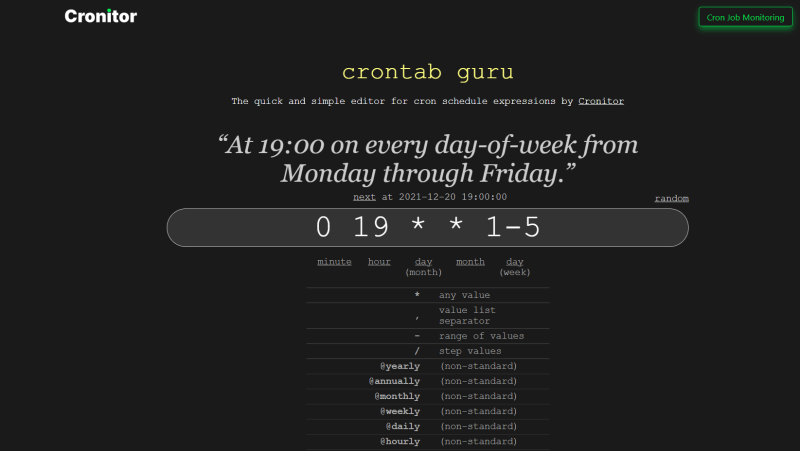 Cronitor
Cron Job Monitoring
crontab guru
The quick and simple editor for cron schedule expressions by Cronitor
“At 19:00 on every day-of-week from
Monday through Friday.”
next at 2021-12-20 19:00:00
random
0 19 * * 1-5
minute hour day month day
(month) (week)
* any value
, value list
separator
- range of values
/ step values
@yearly (non-standard)
@annually (non-standard)
@monthly (non-standard)
@weekly (non-standard)
@daily (non-standard)
@hourly (non-standard)